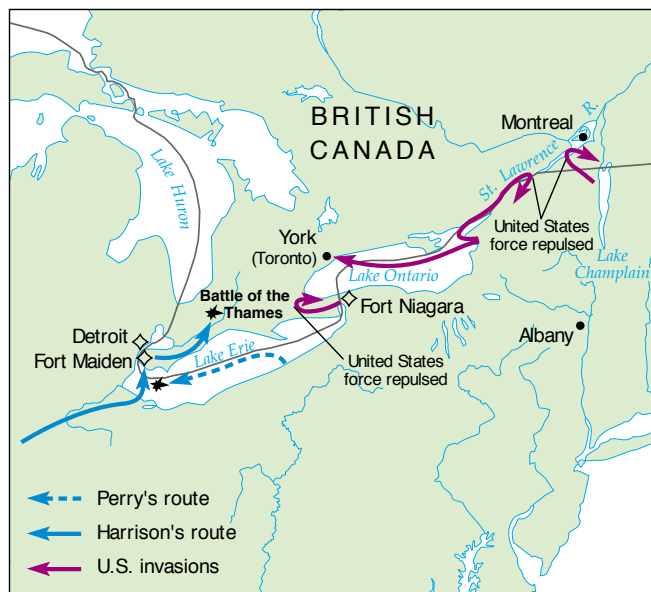 BRITISH
CANADA
Montreal
St. Lawrence R.
Lake Huron
United States
force repulsed
York
(Toronto)
Lake Ontario
Lake
Champlain
Battle of the
Thames
Fort Niagara
Detroit
Fort Maiden
Lake Erie
Albany
United States
force repulsed
Perry's route
Harrison's route
U.S. invasions